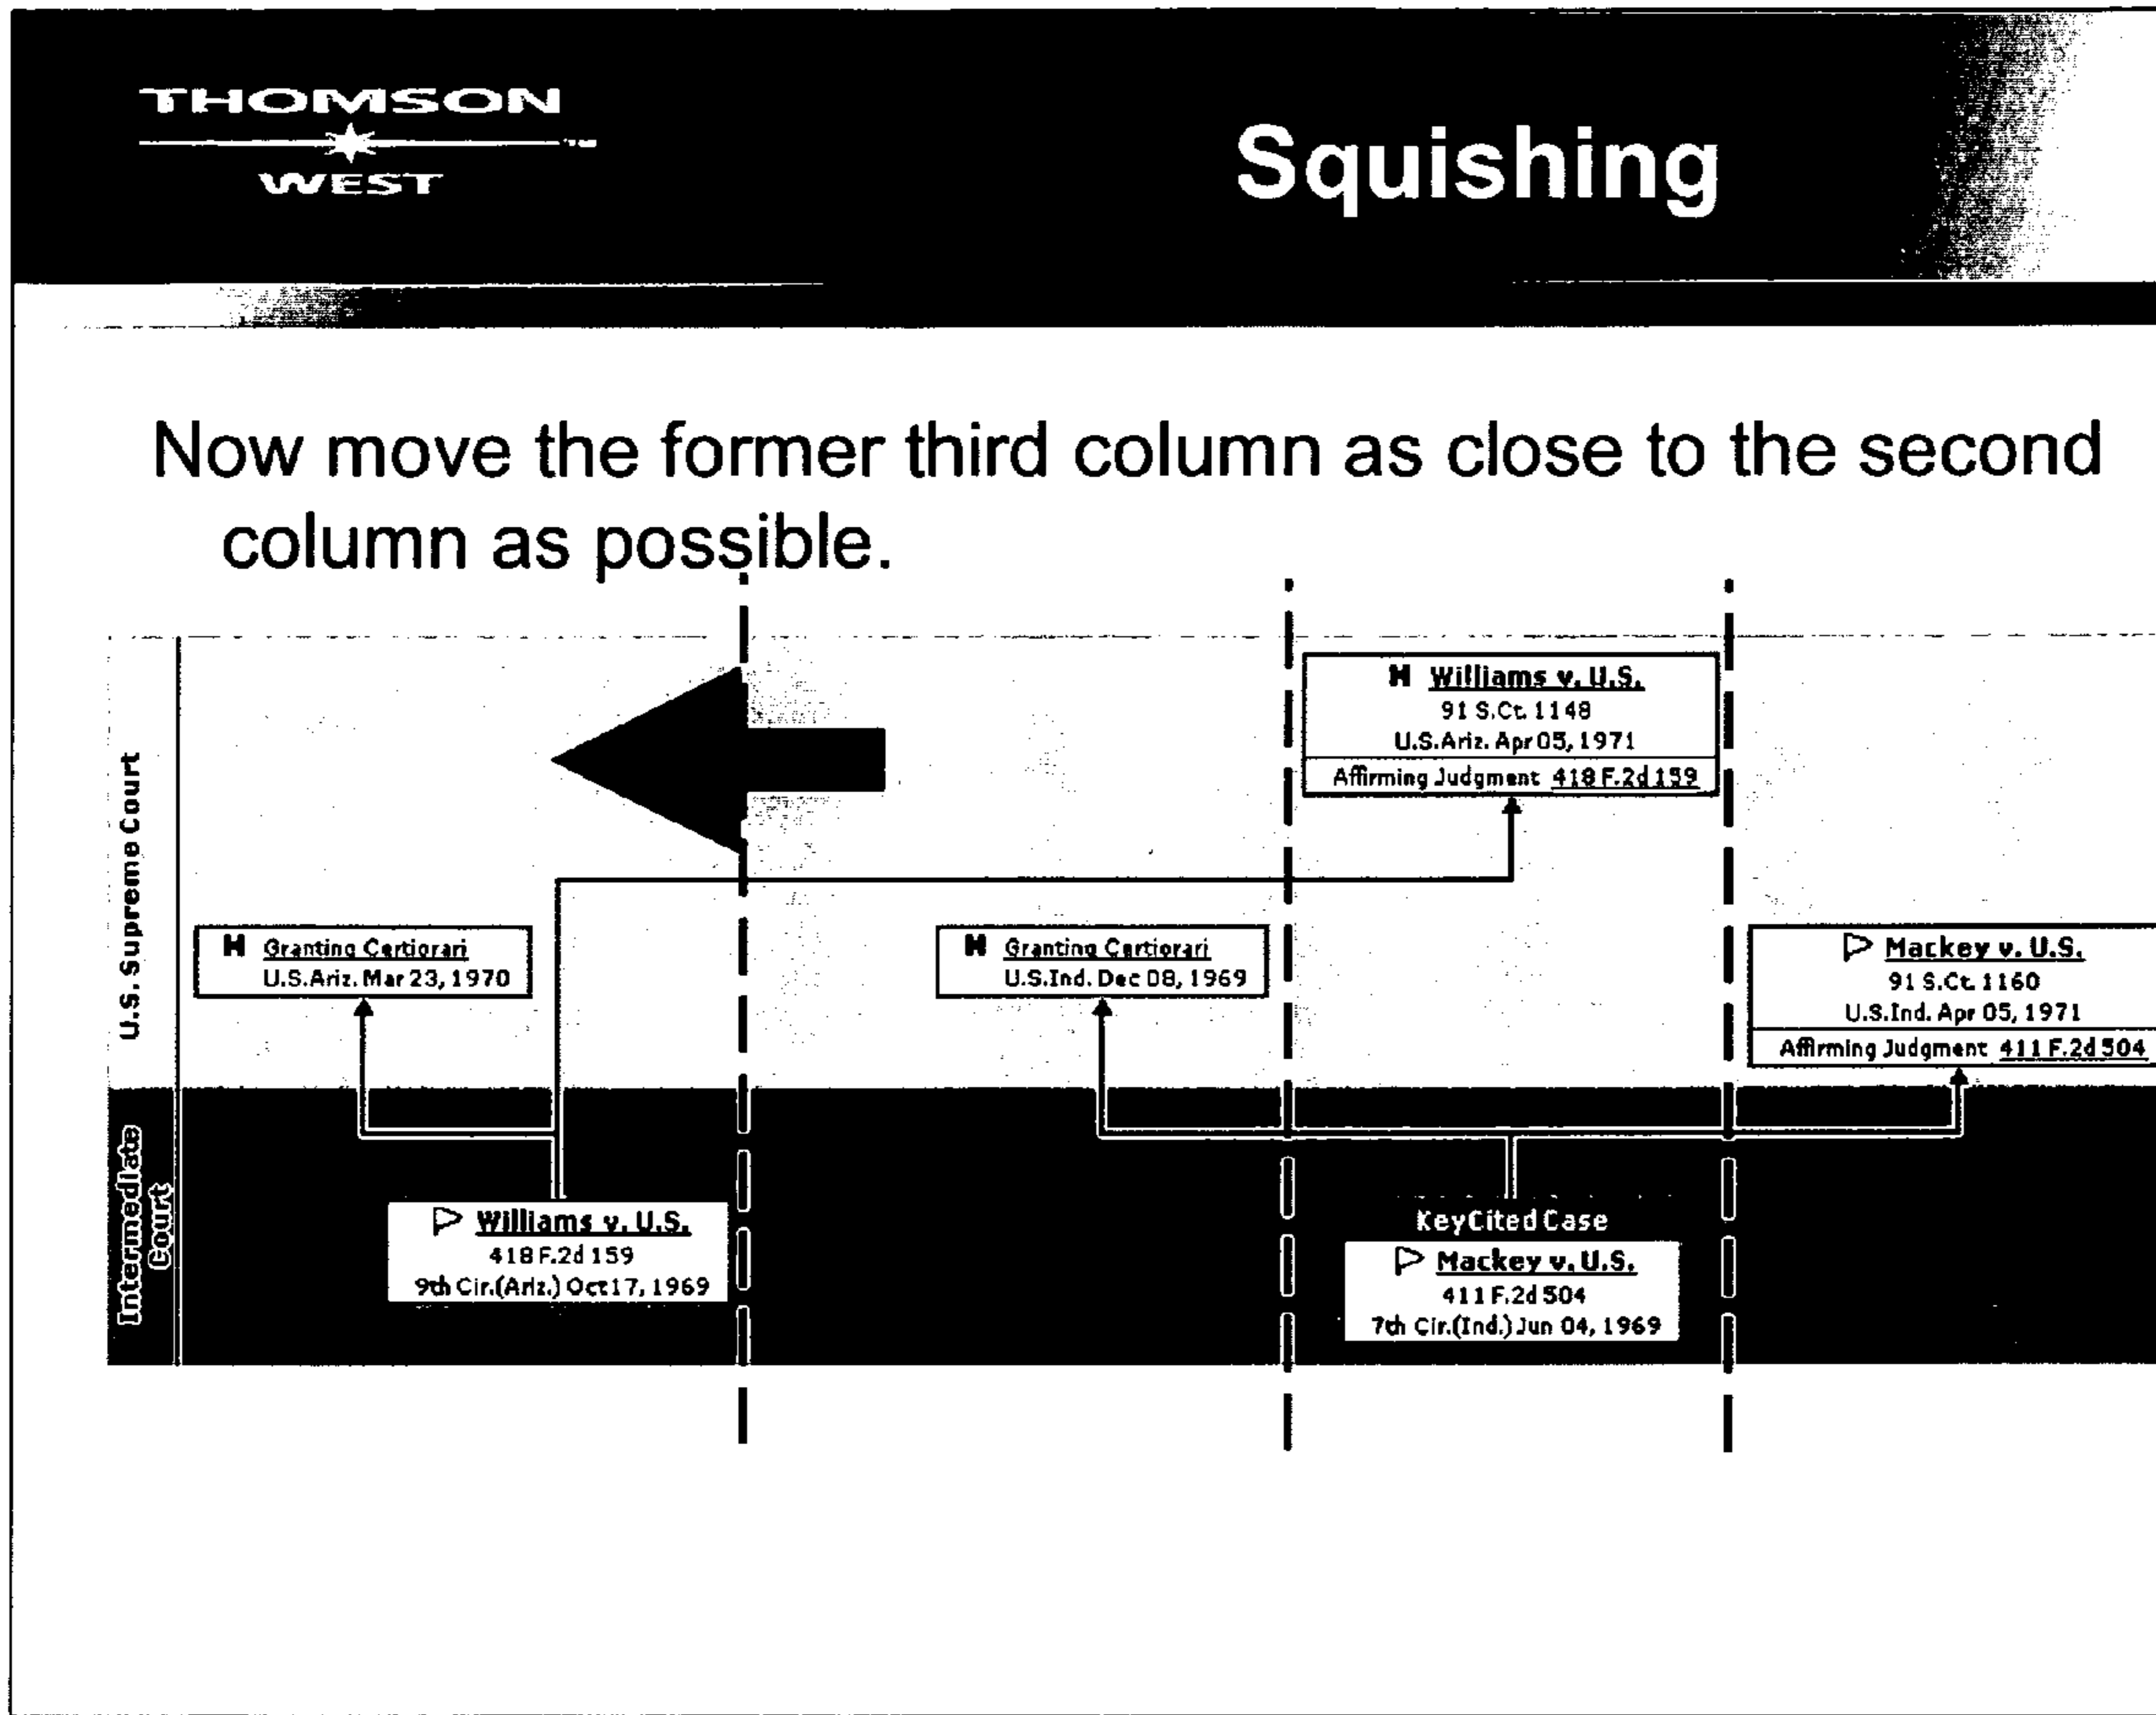 THOMSON
™
WEST
Squishing
Now move the former third column as close to the second
column as possible.
U.S. Supreme Court
H Williams v. U.S.
91 S.Ct. 1148
U.S.Ariz. Apr 05, 1971
Affirming Judgment 418 F.2d 159
H Granting Certiorari
U.S.Ariz. Mar 23, 1970
H Granting Certiorari
U.S.Ind. Dec 08, 1969
Mackey v. U.S.
91 S.Ct. 1160
U.S.Ind. Apr 05, 1971
Affirming Judgment 411 F.2d 504
Intermediate
Court
Williams v. U.S.
418 F.2d 159
9th Cir.(Ariz.) Oct 17, 1969
KeyCited Case
Mackey v. U.S.
411 F.2d 504
7th Cir.(Ind.) Jun 04, 1969